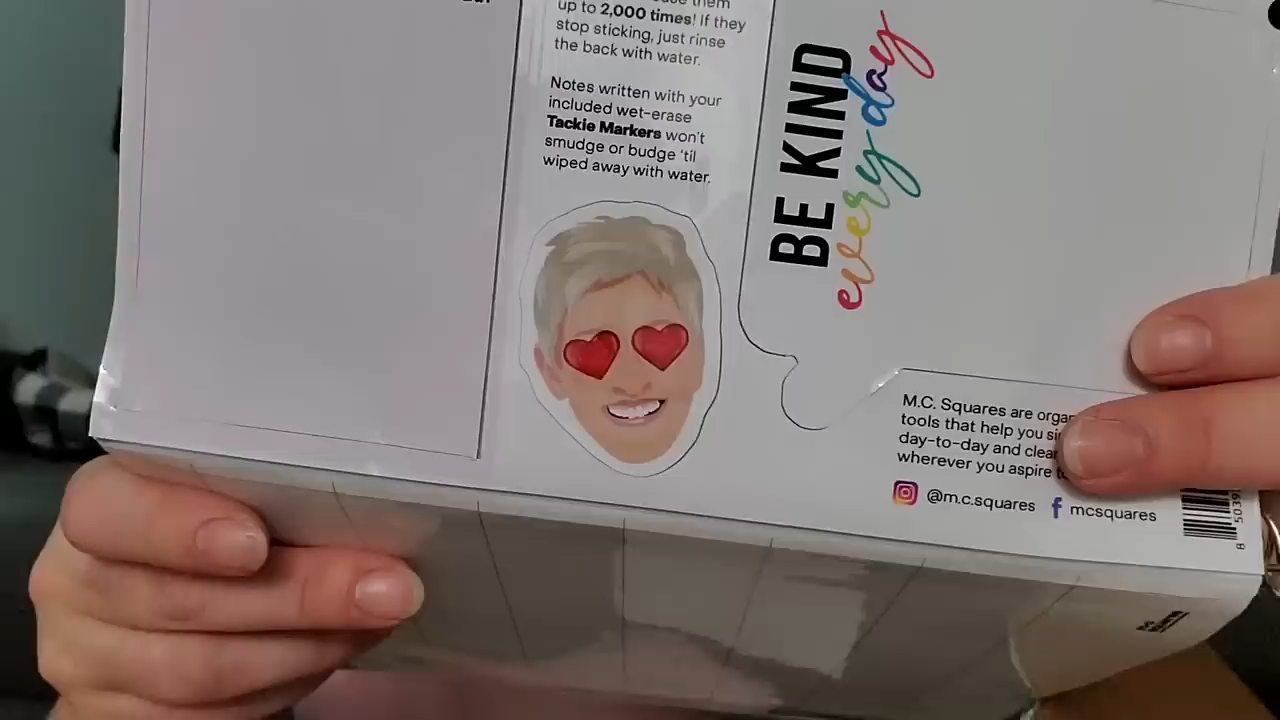 up to 2,000 times! If they
stop sticking, just rinse
the back with water.
Notes written with your
included wet-erase
Tackie Markers won't
smudge or budge 'til
wiped away with water.
BE KIND
everyday
M.C. Squares are
tools that help you
day-to-day and
wherever you aspire
@m.c.squares
mcsquares